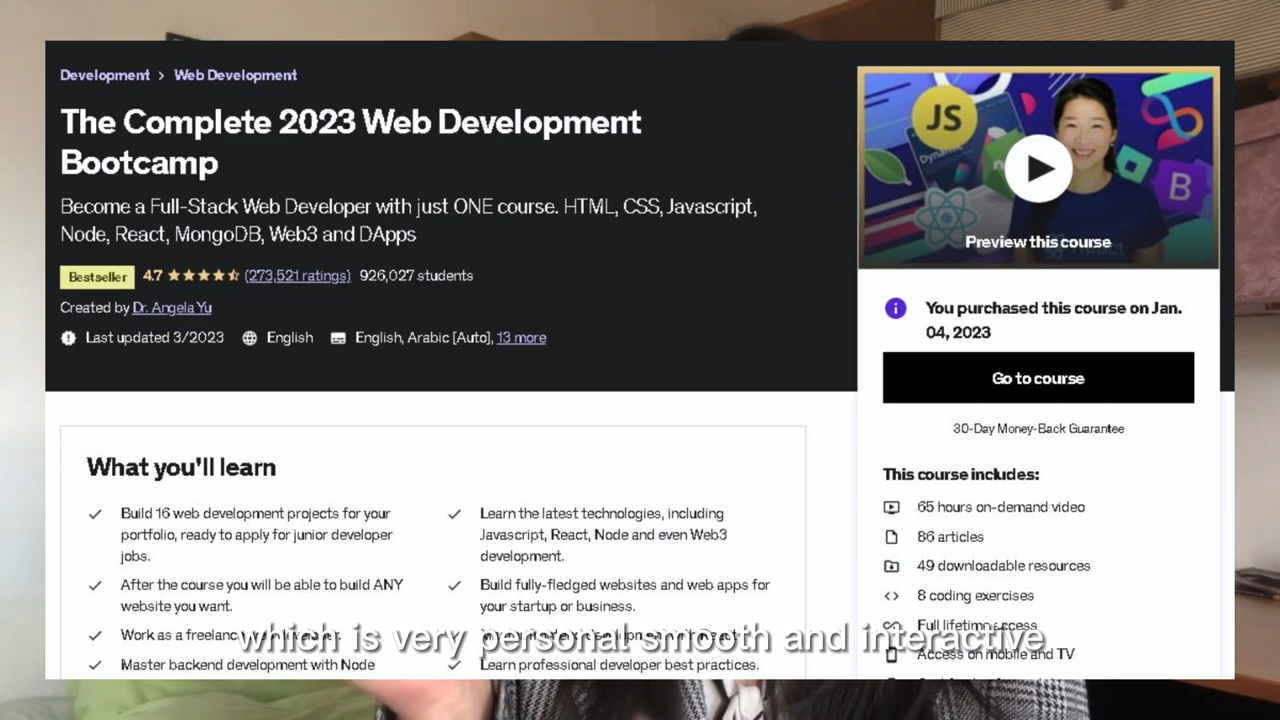 Development > Web Development
The Complete 2023 Web Development
Bootcamp
Become a Full-Stack Web Developer with just ONE course. HTML, CSS, Javascript,
Node, React, MongoDB, Web3 and DApps
Bestseller 4.7 (273,521 ratings) 926,027 students
Created by Dr. Angela Yu
Last updated 3/2023 English English, Arabic [Auto], 13 more
JS
B
Preview this course
You purchased this course on Jan.
04, 2023
Go to course
30-Day Money-Back Guarantee
This course includes:
65 hours on-demand video
86 articles
49 downloadable resources
8 coding exercises
Full lifetime access
Access on mobile and TV
What you'll learn
Build 16 web development projects for your
portfolio, ready to apply for junior developer
jobs.
After the course you will be able to build ANY
website you want.
Work as a freelance
Master backend development with Node
Learn the latest technologies, including
Javascript, React, Node and even Web3
development.
Build fully-fledged websites and web apps for
your startup or business.
Learn professional developer best practices.
which is very personal smooth and interactive